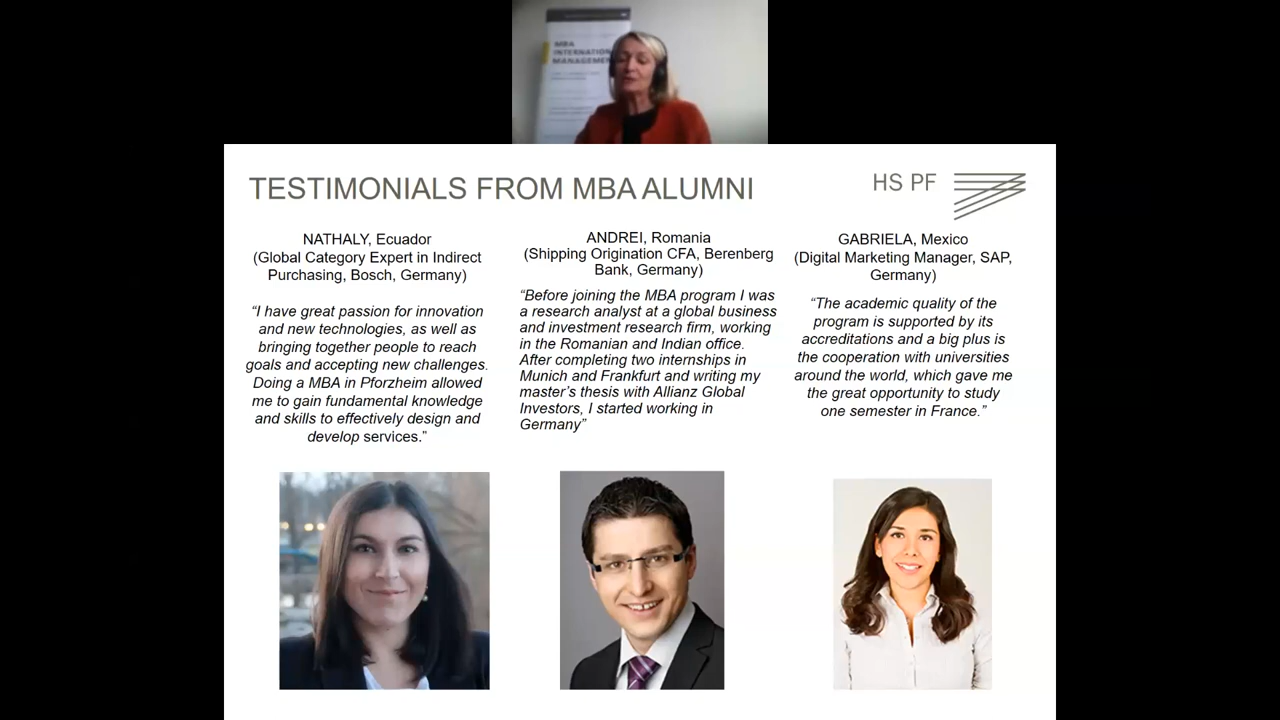 MBA
INTERNATION
MANAGEMEN
TESTIMONIALS FROM MBA ALUMNI
HS PF
NATHALY, Ecuador
(Global Category Expert in Indirect
Purchasing, Bosch, Germany)
“I have great passion for innovation
and new technologies, as well as
bringing together people to reach
goals and accepting new challenges.
Doing a MBA in Pforzheim allowed
me to gain fundamental knowledge
and skills to effectively design and
develop services.”
ANDREI, Romania
(Shipping Origination CFA, Berenberg
Bank, Germany)
“Before joining the MBA program I was
a research analyst at a global business
and investment research firm, working
in the Romanian and Indian office.
After completing two internships in
Munich and Frankfurt and writing my
master’s thesis with Allianz Global
Investors, I started working in
Germany”
GABRIELA, Mexico
(Digital Marketing Manager, SAP,
Germany)
“The academic quality of the
program is supported by its
accreditations and a big plus is
the cooperation with universities
around the world, which gave me
the great opportunity to study
one semester in France.”